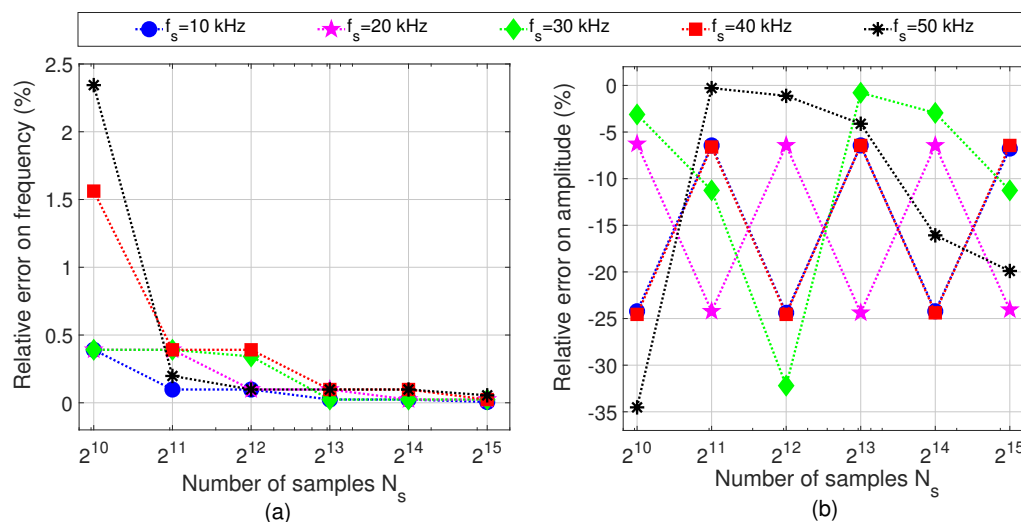 f_s=10 kHz f_s=20 kHz f_s=30 kHz f_s=40 kHz f_s=50 kHz
Relative error on frequency (%)
2.5
2
1.5
1
0.5
0
2^10 2^11 2^12 2^13 2^14 2^15
Number of samples N_s
(a)
Relative error on amplitude (%)
0
-5
-10
-15
-20
-25
-30
-35
2^10 2^11 2^12 2^13 2^14 2^15
Number of samples N_s
(b)